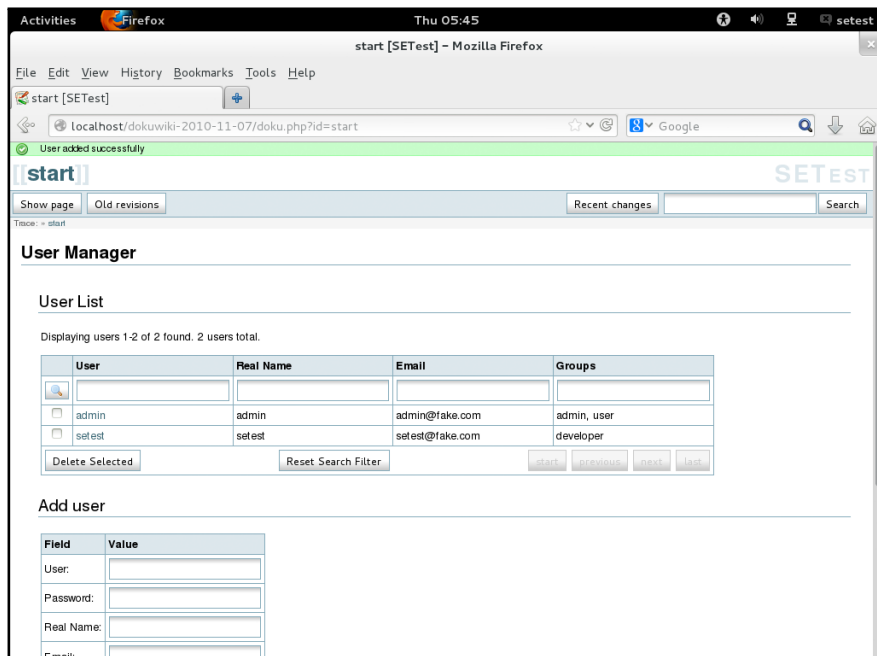 Activities Firefox Thu 05:45 setest
start [SETest] – Mozilla Firefox
File Edit View History Bookmarks Tools Help
start [SETest]
localhost/dokuwiki-2010-11-07/doku.php?id=start Google
User added successfully
[[start]] SETEST
Show page Old revisions Recent changes Search
Trace: » start
User Manager
User List
Displaying users 1-2 of 2 found. 2 users total.
User Real Name Email Groups
admin admin admin@fake.com admin, user
setest setest setest@fake.com developer
Delete Selected Reset Search Filter start previous next last
Add user
Field Value
User:
Password:
Real Name:
Email: